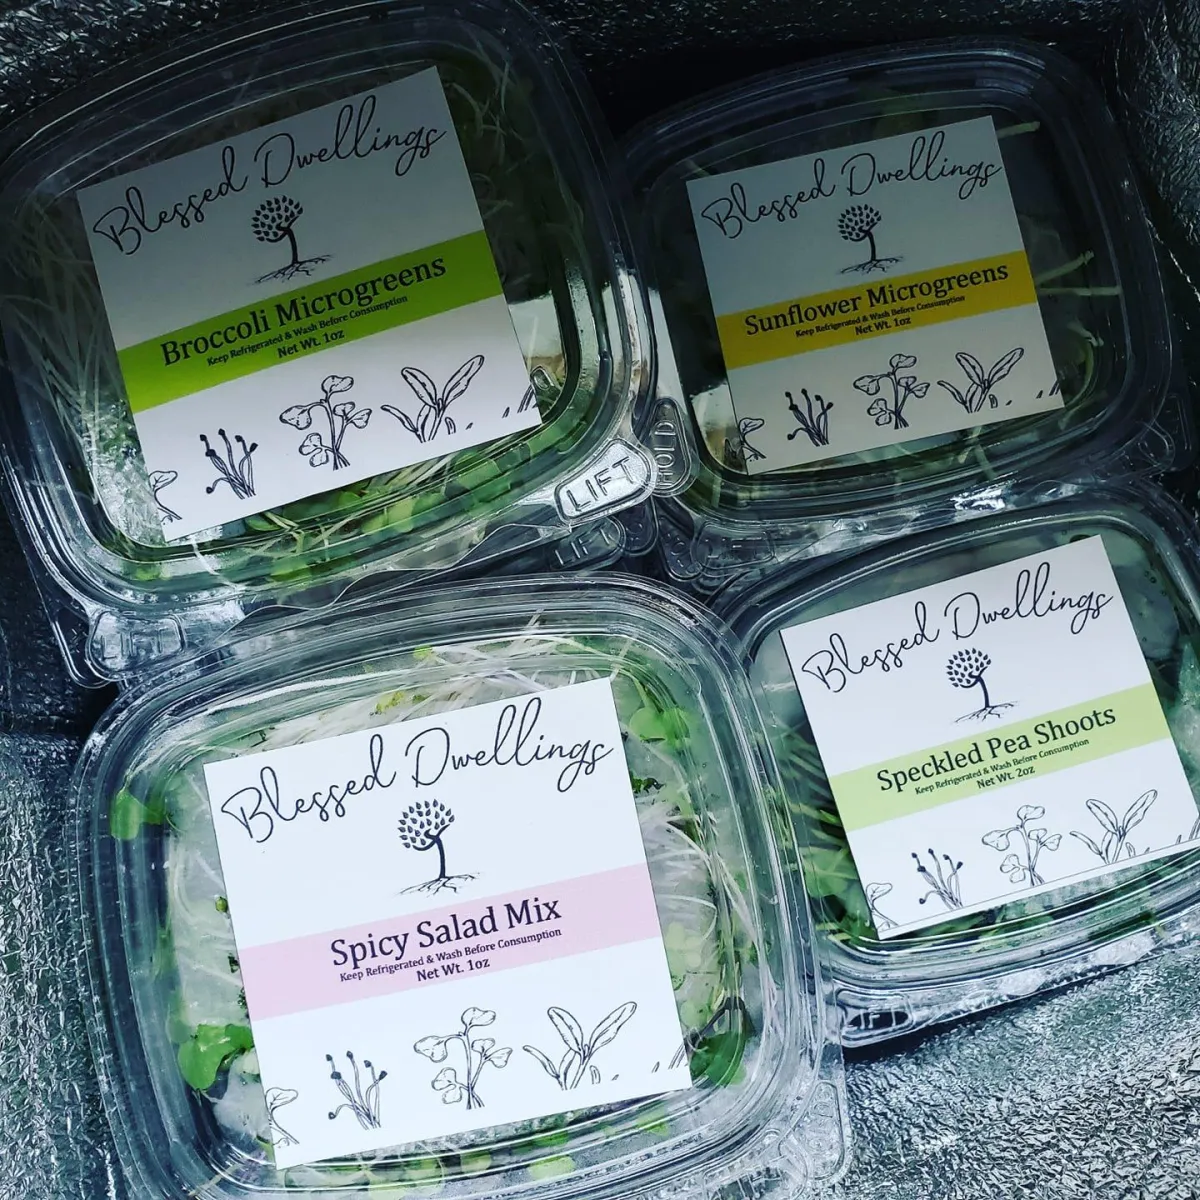 Blessed Dwellings
Broccoli Microgreens
Keep Refrigerated & Wash Before Consumption
Net Wt. 1oz
Blessed Dwellings
Sunflower Microgreens
Keep Refrigerated & Wash Before Consumption
Net Wt. 1oz
LIFT
HOLD
LIFT
LIFT
Blessed Dwellings
Spicy Salad Mix
Keep Refrigerated & Wash Before Consumption
Net Wt. 1oz
Blessed Dwellings
Speckled Pea Shoots
Keep Refrigerated & Wash Before Consumption
Net Wt. 2oz